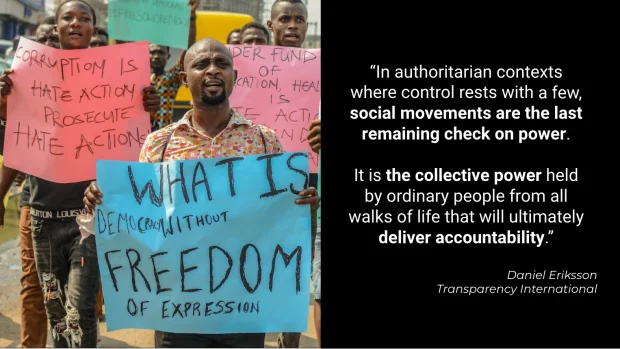 CORRUPTION IS
HATE ACTION
PROSECUTE
HATE ACTION
DER FUND
OF
CATION, HEAL
IS
WHAT IS
DEMOCRACY WITHOUT
FREEDOM
OF EXPRESSION
“In authoritarian contexts
where control rests with a few,
social movements are the last
remaining check on power.
It is the collective power held
by ordinary people from all
walks of life that will ultimately
deliver accountability.”
Daniel Eriksson
Transparency International